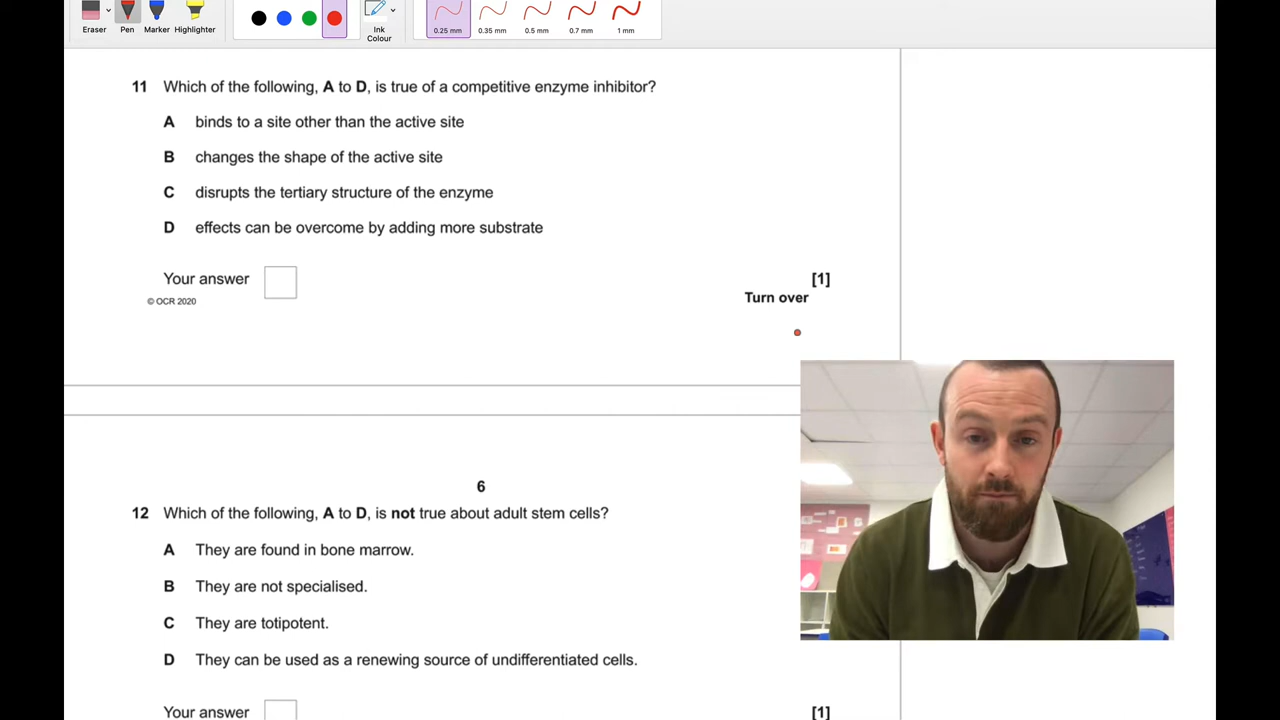 Eraser
Pen
Marker
Highlighter
Ink
Colour
0.25 mm
0.35 mm
0.5 mm
0.7 mm
1 mm
11 Which of the following, A to D, is true of a competitive enzyme inhibitor?
A binds to a site other than the active site
B changes the shape of the active site
C disrupts the tertiary structure of the enzyme
D effects can be overcome by adding more substrate
Your answer
[1]
© OCR 2020
Turn over
6
12 Which of the following, A to D, is not true about adult stem cells?
A They are found in bone marrow.
B They are not specialised.
C They are totipotent.
D They can be used as a renewing source of undifferentiated cells.
Your answer
[1]